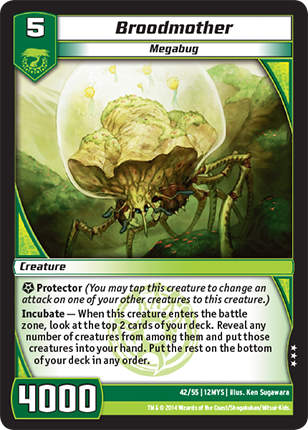 5
Broodmother
Megabug
Creature
Protector (You may tap this creature to change an
attack on one of your other creatures to this creature.)
Incubate — When this creature enters the battle
zone, look at the top 2 cards of your deck. Reveal any
number of creatures from among them and put those
creatures into your hand. Put the rest on the bottom
of your deck in any order.
42/55 | 12MYS | Illus. Ken Sugawara
4000
TM & © 2014 Wizards of the Coast/Shogakukan/Mitsui-Kids.